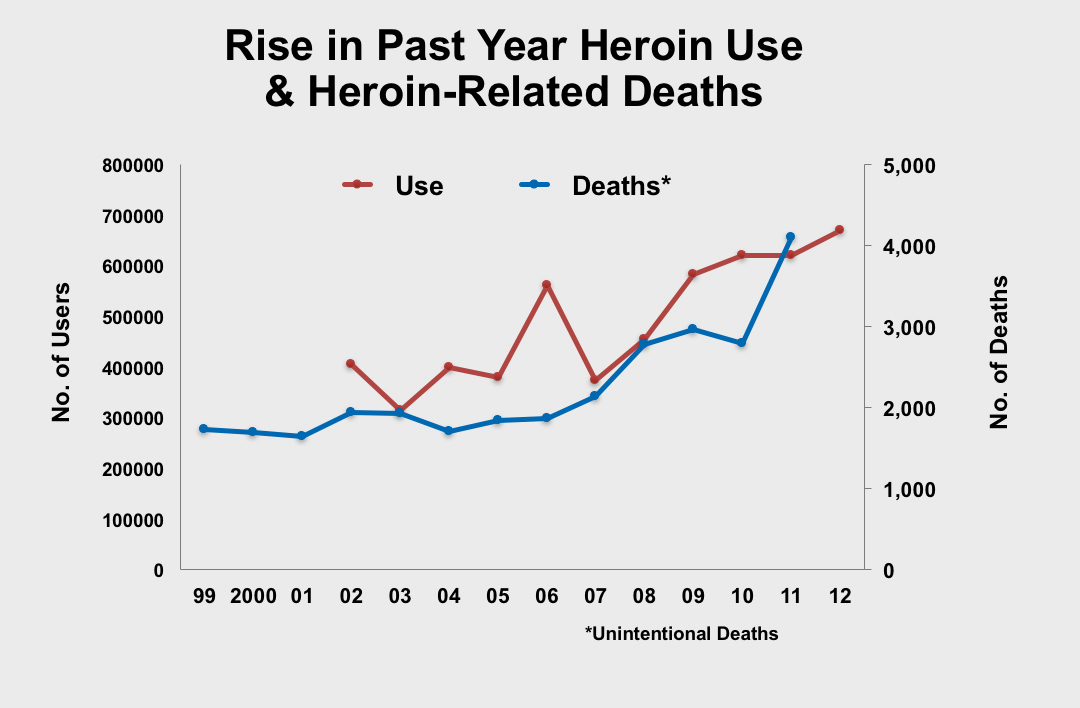 Rise in Past Year Heroin Use
& Heroin-Related Deaths
Use
Deaths*
No. of Users
800000
700000
600000
500000
400000
300000
200000
100000
0
5,000
4,000
3,000
2,000
1,000
0
No. of Deaths
99 2000 01 02 03 04 05 06 07 08 09 10 11 12
*Unintentional Deaths